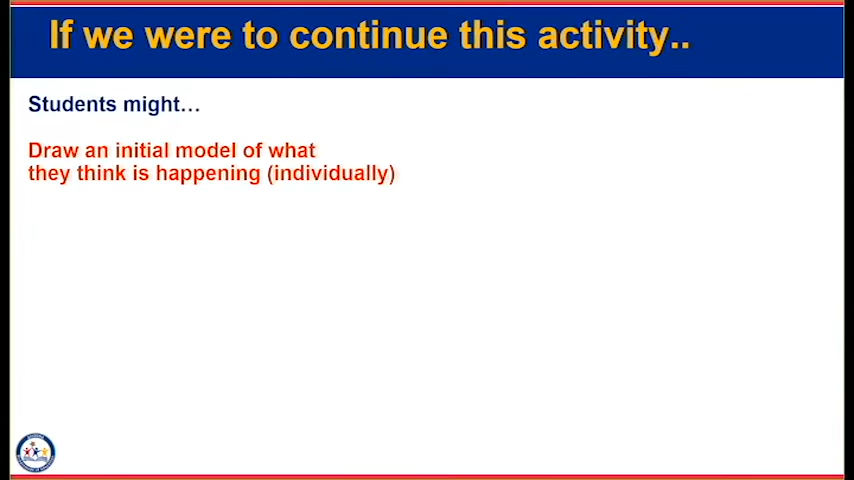 If we were to continue this activity..
Students might…
Draw an initial model of what
they think is happening (individually)